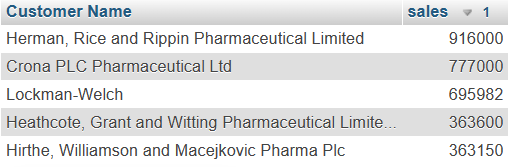 Customer Name sales 1
Herman, Rice and Rippin Pharmaceutical Limited 916000
Crona PLC Pharmaceutical Ltd 777000
Lockman-Welch 695982
Heathcote, Grant and Witting Pharmaceutical Limite... 363600
Hirthe, Williamson and Macejkovic Pharma Plc 363150